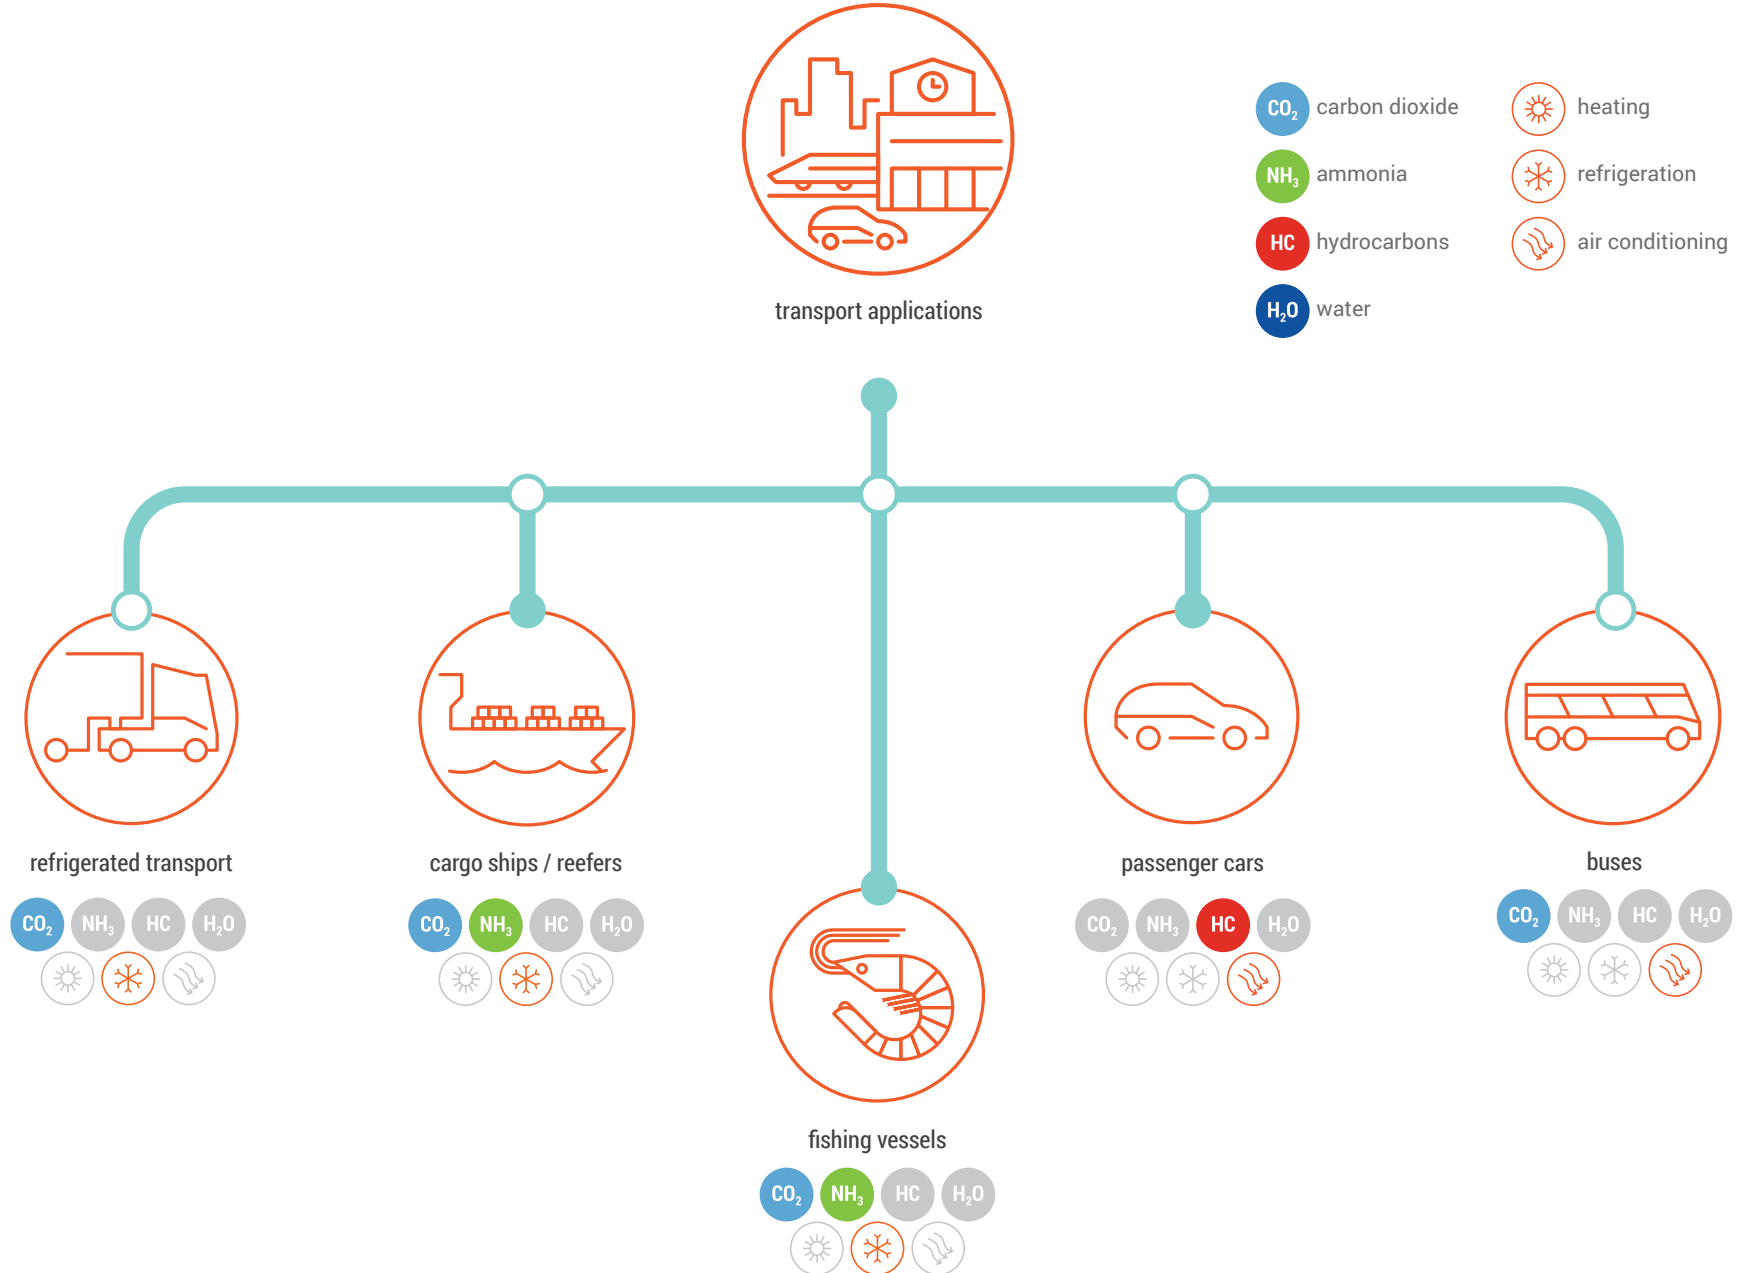 transport applications
CO₂ carbon dioxide
heating
NH₃ ammonia
refrigeration
HC hydrocarbons
air conditioning
H₂O water
refrigerated transport
CO₂ NH₃ HC H₂O
cargo ships / reefers
CO₂ NH₃ HC H₂O
fishing vessels
CO₂ NH₃ HC H₂O
passenger cars
CO₂ NH₃ HC H₂O
buses
CO₂ NH₃ HC H₂O